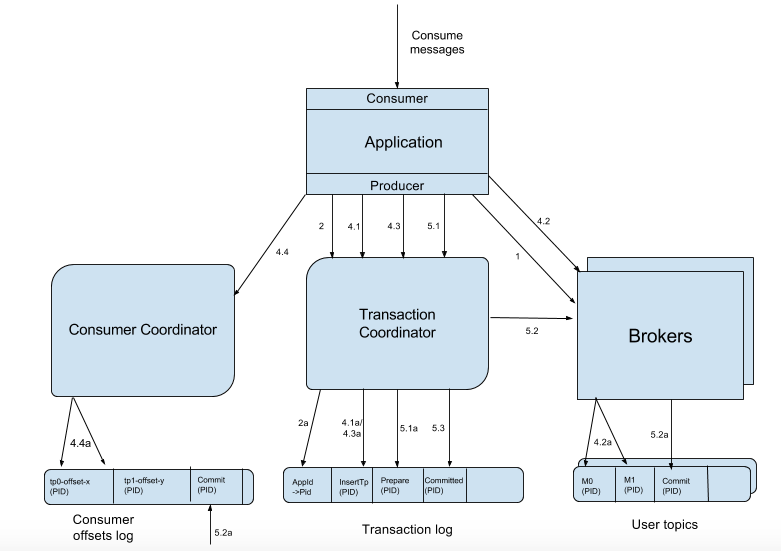 Consume
messages
Consumer
Application
Producer
4.4
2
4.1
4.3
5.1
1
4.2
Consumer Coordinator
Transaction
Coordinator
5.2
Brokers
4.4a
2a
4.1a/
4.3a
5.1a
5.3
4.2a
5.2a
tp0-offset-x
(PID)
tp1-offset-y
(PID)
Commit
(PID)
AppId
->Pid
InsertTp
(PID)
Prepare
(PID)
Committed
(PID)
M0
(PID)
M1
(PID)
Commit
(PID)
Consumer
offsets log
5.2a
Transaction log
User topics